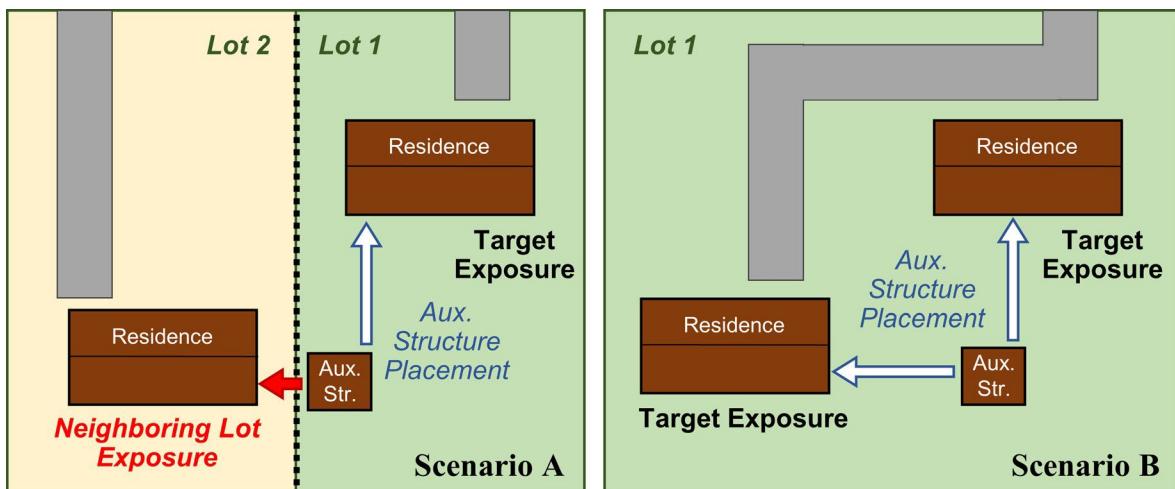 Lot 2
Lot 1
Residence
Target
Exposure
Aux.
Structure
Placement
Residence
Aux.
Str.
Neighboring Lot
Exposure
Scenario A
Lot 1
Residence
Target
Exposure
Aux.
Structure
Placement
Residence
Aux.
Str.
Target Exposure
Scenario B